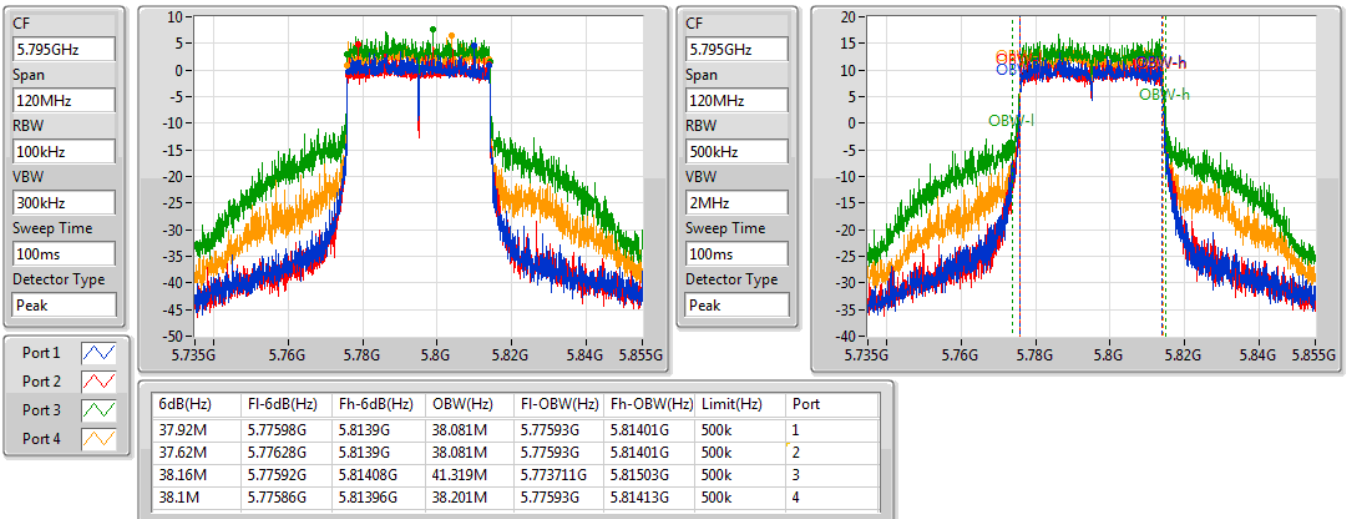 CF
5.795GHz
Span
120MHz
RBW
100kHz
VBW
300kHz
Sweep Time
100ms
Detector Type
Peak
10
5
0
-5
-10
-15
-20
-25
-30
-35
-40
-45
-50
5.735G 5.76G 5.78G 5.8G 5.82G 5.84G 5.855G
CF
5.795GHz
Span
120MHz
RBW
500kHz
VBW
2MHz
Sweep Time
100ms
Detector Type
Peak
20
15
10
5
0
-5
-10
-15
-20
-25
-30
-35
-40
OBW-l
OBW-h
5.735G 5.76G 5.78G 5.8G 5.82G 5.84G 5.855G
Port 1
Port 2
Port 3
Port 4
6dB(Hz) Fl-6dB(Hz) Fh-6dB(Hz) OBW(Hz) Fl-OBW(Hz) Fh-OBW(Hz) Limit(Hz) Port
37.92M 5.77598G 5.8139G 38.081M 5.77593G 5.81401G 500k 1
37.62M 5.77628G 5.8139G 38.081M 5.77593G 5.81401G 500k 2
38.16M 5.77592G 5.81408G 41.319M 5.773711G 5.81503G 500k 3
38.1M 5.77586G 5.81396G 38.201M 5.77593G 5.81413G 500k 4